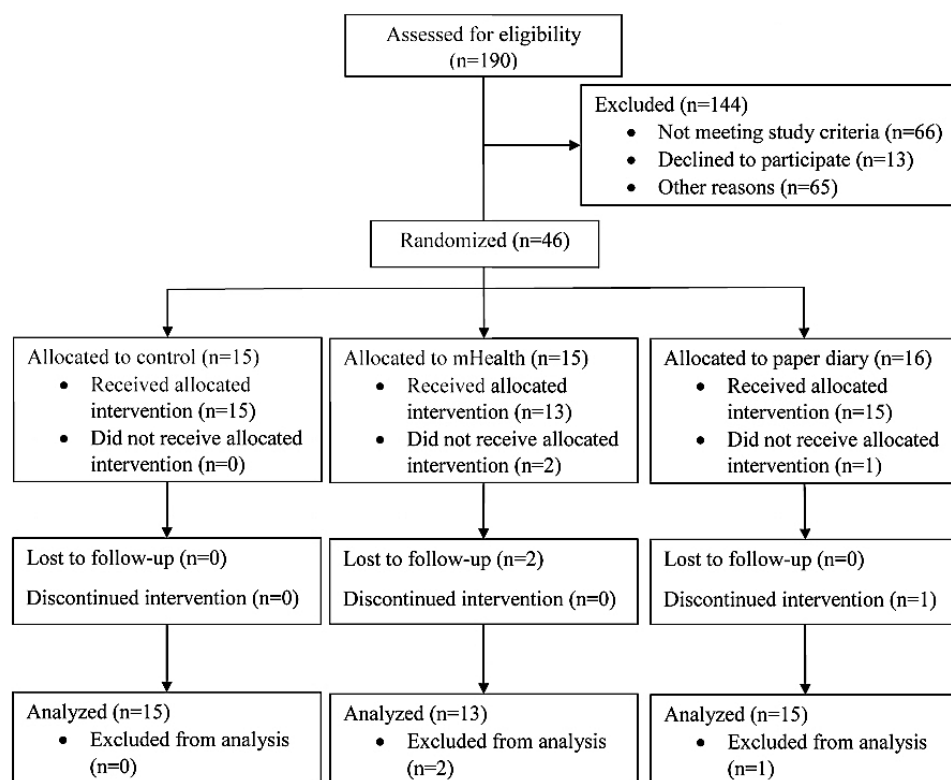 Assessed for eligibility
(n=190)
Excluded (n=144)
• Not meeting study criteria (n=66)
• Declined to participate (n=13)
• Other reasons (n=65)
Randomized (n=46)
Allocated to control (n=15)
• Received allocated
intervention (n=15)
• Did not receive allocated
intervention (n=0)
Allocated to mHealth (n=15)
• Received allocated
intervention (n=13)
• Did not receive allocated
intervention (n=2)
Allocated to paper diary (n=16)
• Received allocated
intervention (n=15)
• Did not receive allocated
intervention (n=1)
Lost to follow-up (n=0)
Discontinued intervention (n=0)
Lost to follow-up (n=2)
Discontinued intervention (n=0)
Lost to follow-up (n=0)
Discontinued intervention (n=1)
Analyzed (n=15)
• Excluded from analysis
(n=0)
Analyzed (n=13)
• Excluded from analysis
(n=2)
Analyzed (n=15)
• Excluded from analysis
(n=1)